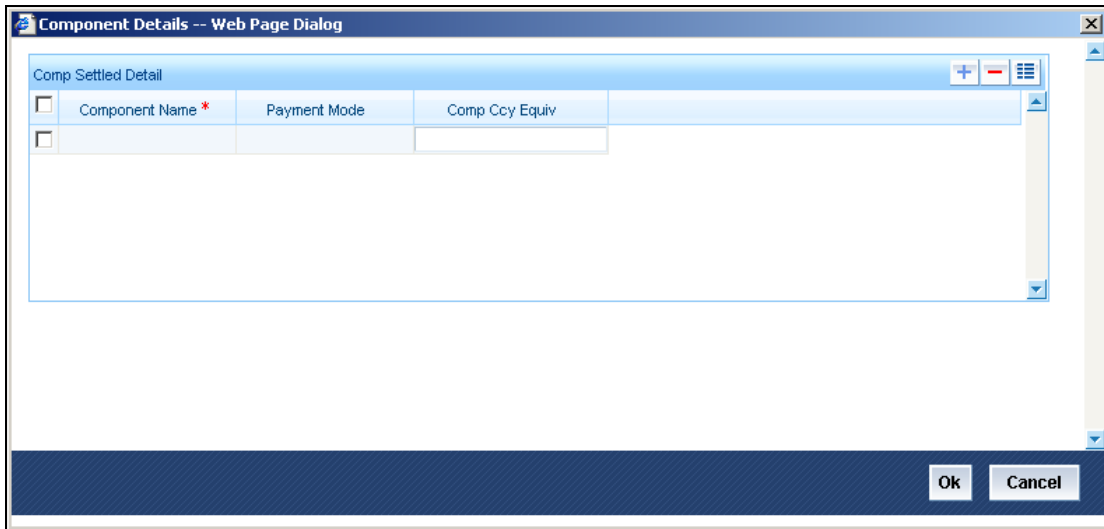 Component Details -- Web Page Dialog
Comp Settled Detail
Component Name * Payment Mode Comp Ccy Equiv
Ok Cancel